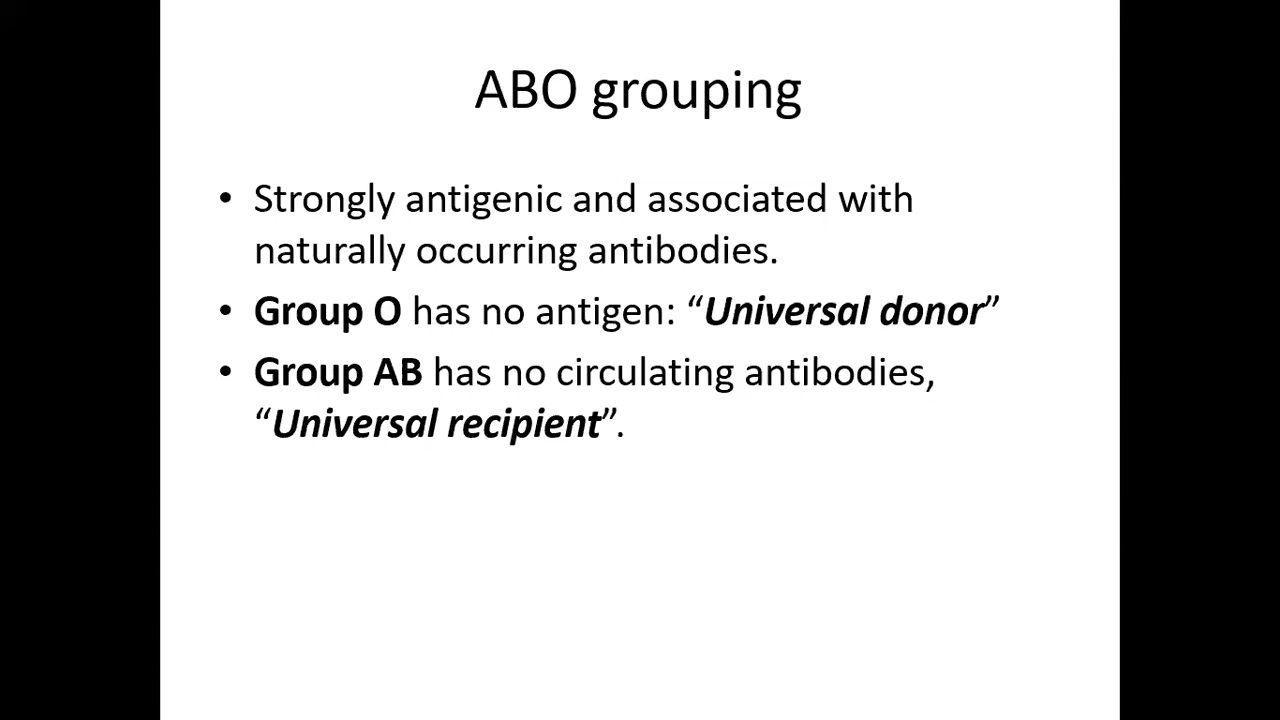 ABO grouping
• Strongly antigenic and associated with
naturally occurring antibodies.
• Group O has no antigen: “Universal donor”
• Group AB has no circulating antibodies,
“Universal recipient”.